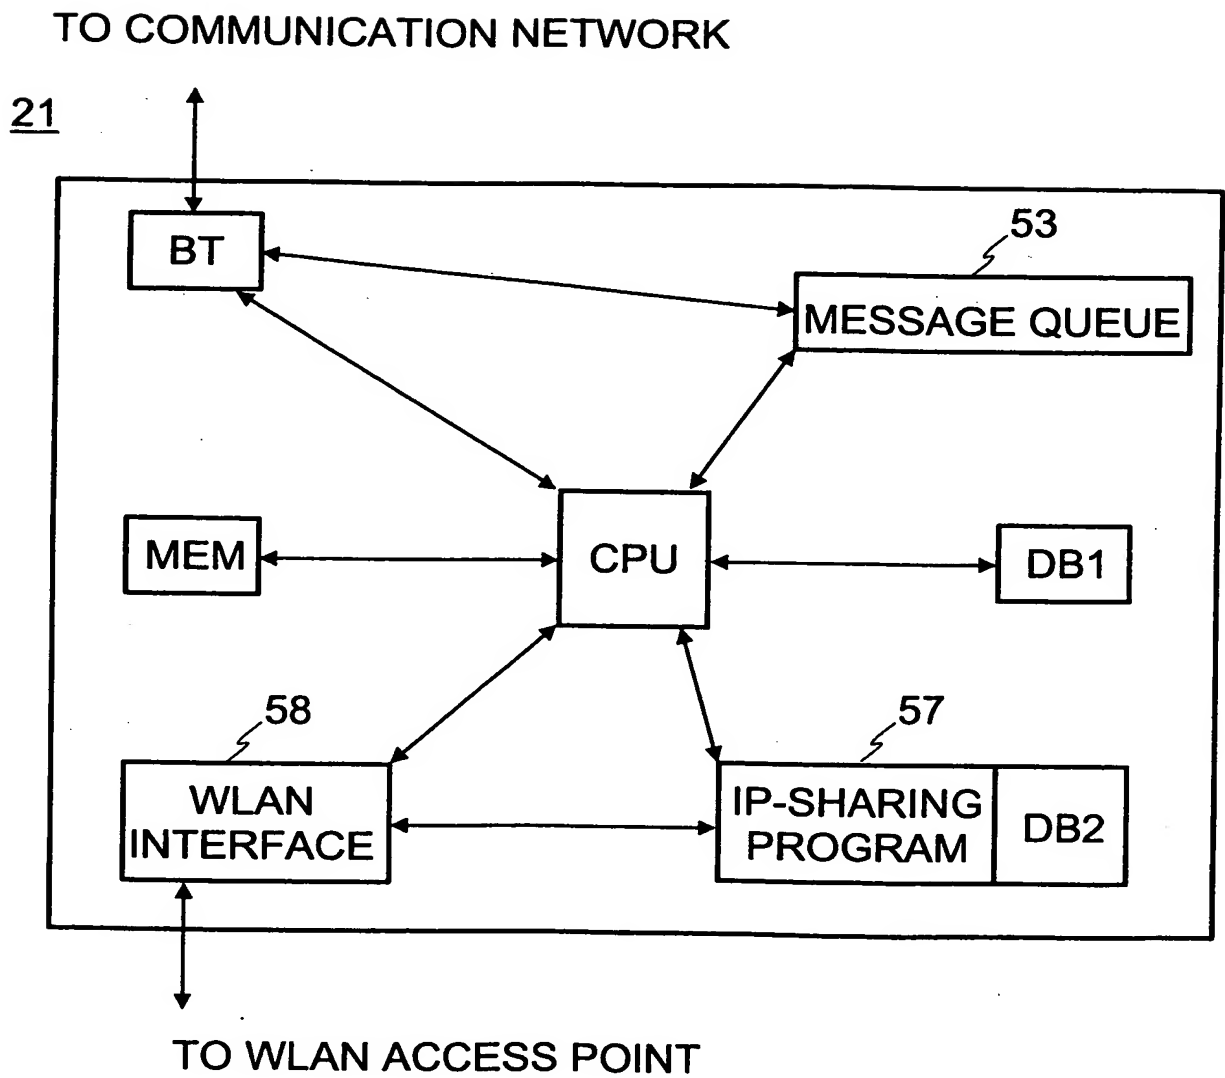 TO COMMUNICATION NETWORK
21
BT
53
MESSAGE QUEUE
MEM
CPU
DB1
58
57
WLAN
INTERFACE
IP-SHARING
PROGRAM
DB2
TO WLAN ACCESS POINT